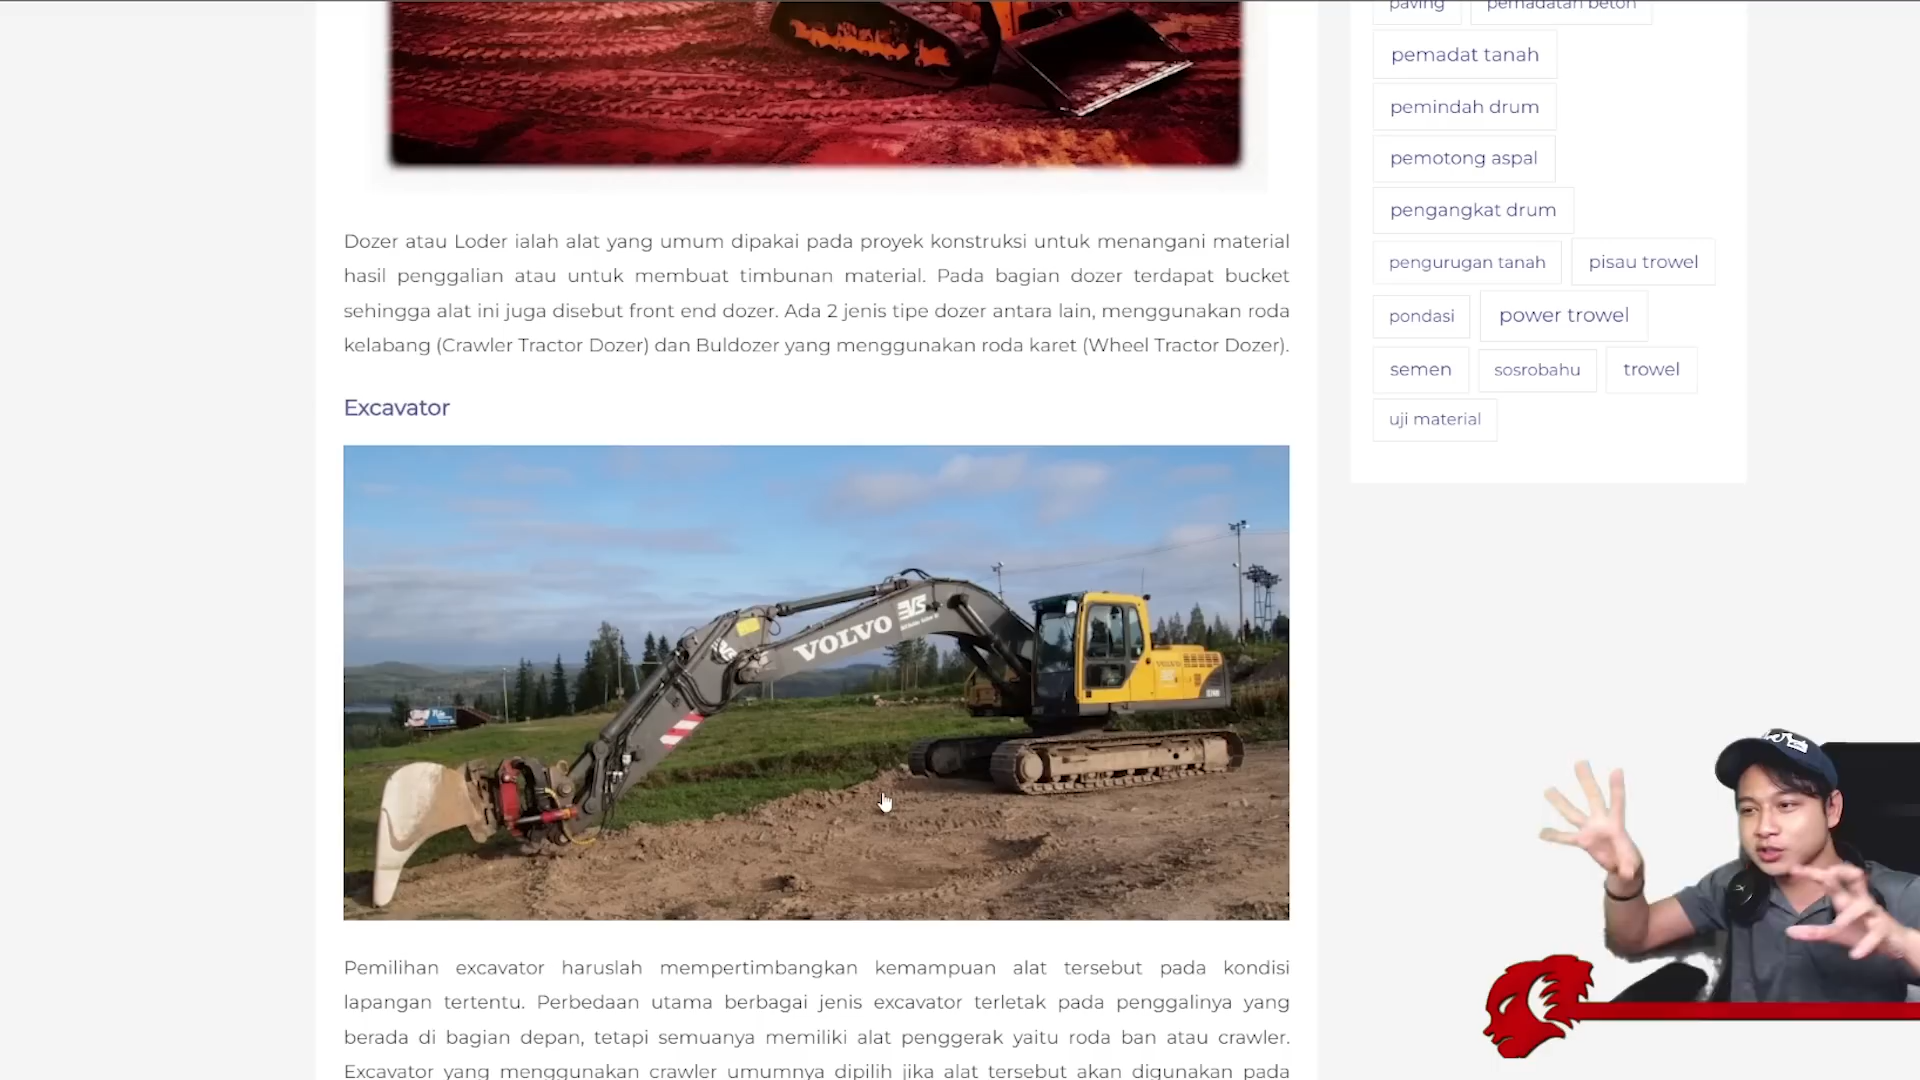 Dozer atau Loder ialah alat yang umum dipakai pada proyek konstruksi untuk menangani material
hasil penggalian atau untuk membuat timbunan material. Pada bagian dozer terdapat bucket
sehingga alat ini juga disebut front end dozer. Ada 2 jenis tipe dozer antara lain, menggunakan roda
kelabang (Crawler Tractor Dozer) dan Buldozer yang menggunakan roda karet (Wheel Tractor Dozer).
Excavator
VOLVO
Pemilihan excavator haruslah mempertimbangkan kemampuan alat tersebut pada kondisi
lapangan tertentu. Perbedaan utama berbagai jenis excavator terletak pada penggalinya yang
berada di bagian depan, tetapi semuanya memiliki alat penggerak yaitu roda ban atau crawler.
Excavator yang menggunakan crawler umumnya dipilih jika alat tersebut akan digunakan pada
paving pemadatan beton
pemadat tanah
pemindah drum
pemotong aspal
pengangkat drum
pengurugan tanah pisau trowel
pondasi power trowel
semen sosrobahu trowel
uji material